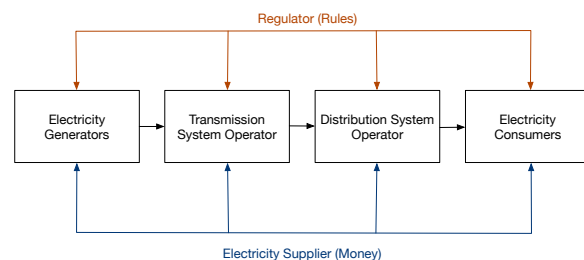 Regulator (Rules)
Electricity
Generators
Transmission
System Operator
Distribution System
Operator
Electricity
Consumers
Electricity Supplier (Money)